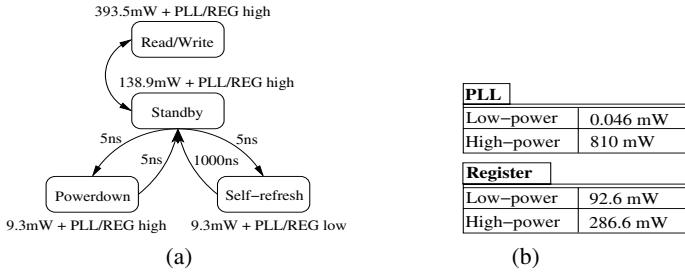 393.5mW + PLL/REG high
Read/Write
138.9mW + PLL/REG high
Standby
5ns
5ns
5ns
1000ns
Powerdown
Self−refresh
9.3mW + PLL/REG high
9.3mW + PLL/REG low
(a)
PLL
Low−power 0.046 mW
High−power 810 mW
Register
Low−power 92.6 mW
High−power 286.6 mW
(b)